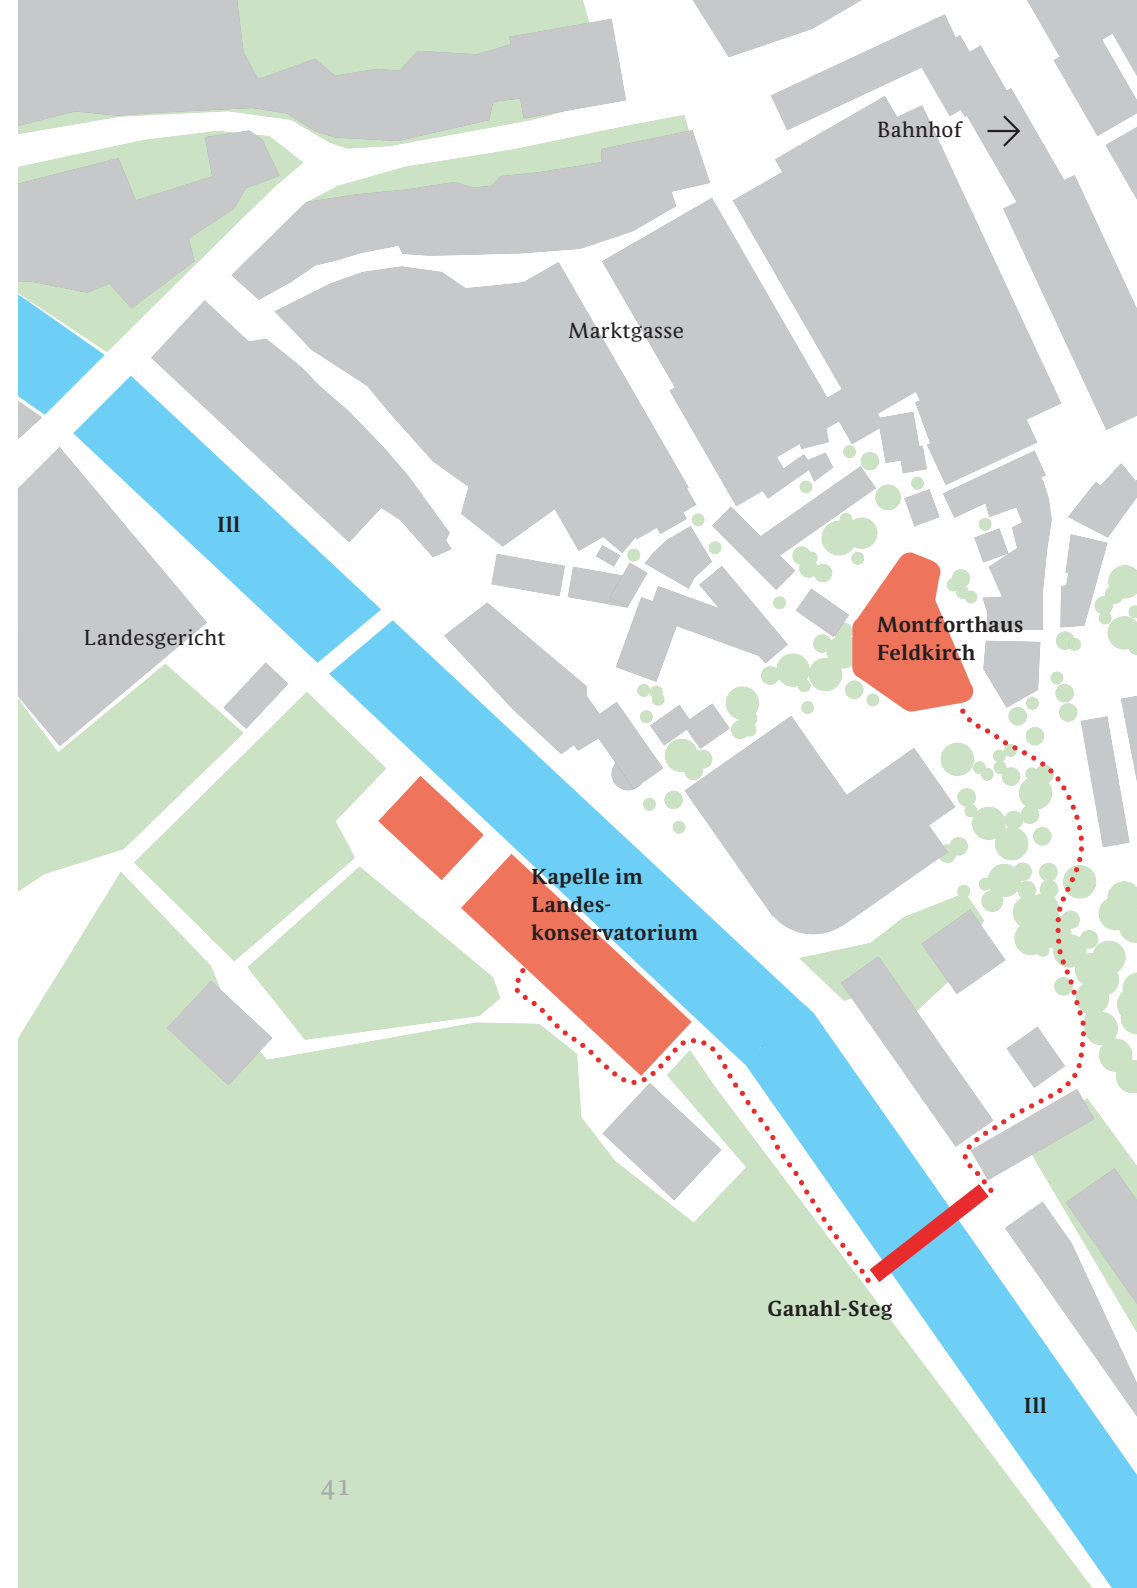 Bahnhof →
Marktgasse
Ill
Landesgericht
Montforthaus
Feldkirch
Kapelle im
Landes-
konservatorium
Ganahl-Steg
Ill
41